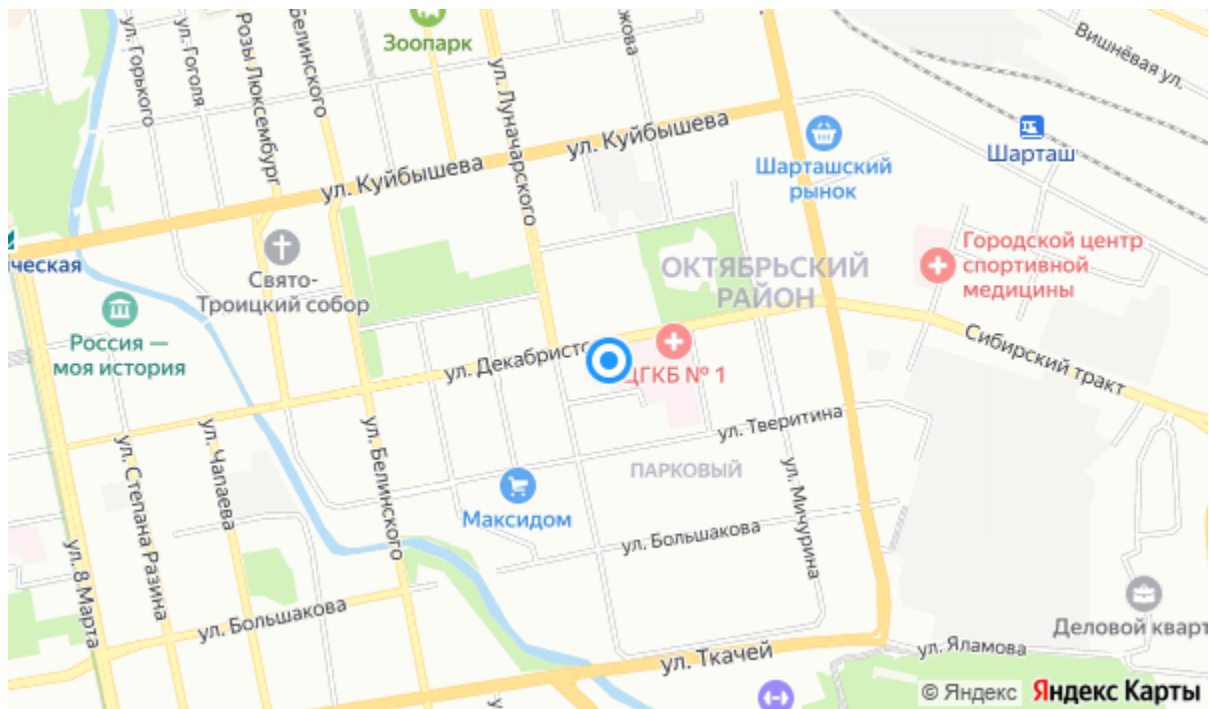 ул. Горького
ул. Гоголя
Розы Люксембург
Белинского
Зоопарк
ул. Луначарского
Вишнёвая ул.
Шарташ
ул. Куйбышева
ул. Куйбышева
Шарташский
рынок
Свято-
Троицкий собор
Россия —
моя история
ОКТЯБРЬСКИЙ
РАЙОН
Городской центр
спортивной
медицины
Сибирский тракт
ул. Декабристо
ЦГКБ № 1
ул. Тверитина
ПАРКОВЫЙ
ул. Мичурина
Максидом
ул. Большакова
ул. Белинского
ул. Чапаева
ул. Степана Разина
ул. 8 Марта
ул. Большакова
ул. Ткачей
ул. Яламова
Деловой кварт
© Яндекс Яндекс Карты